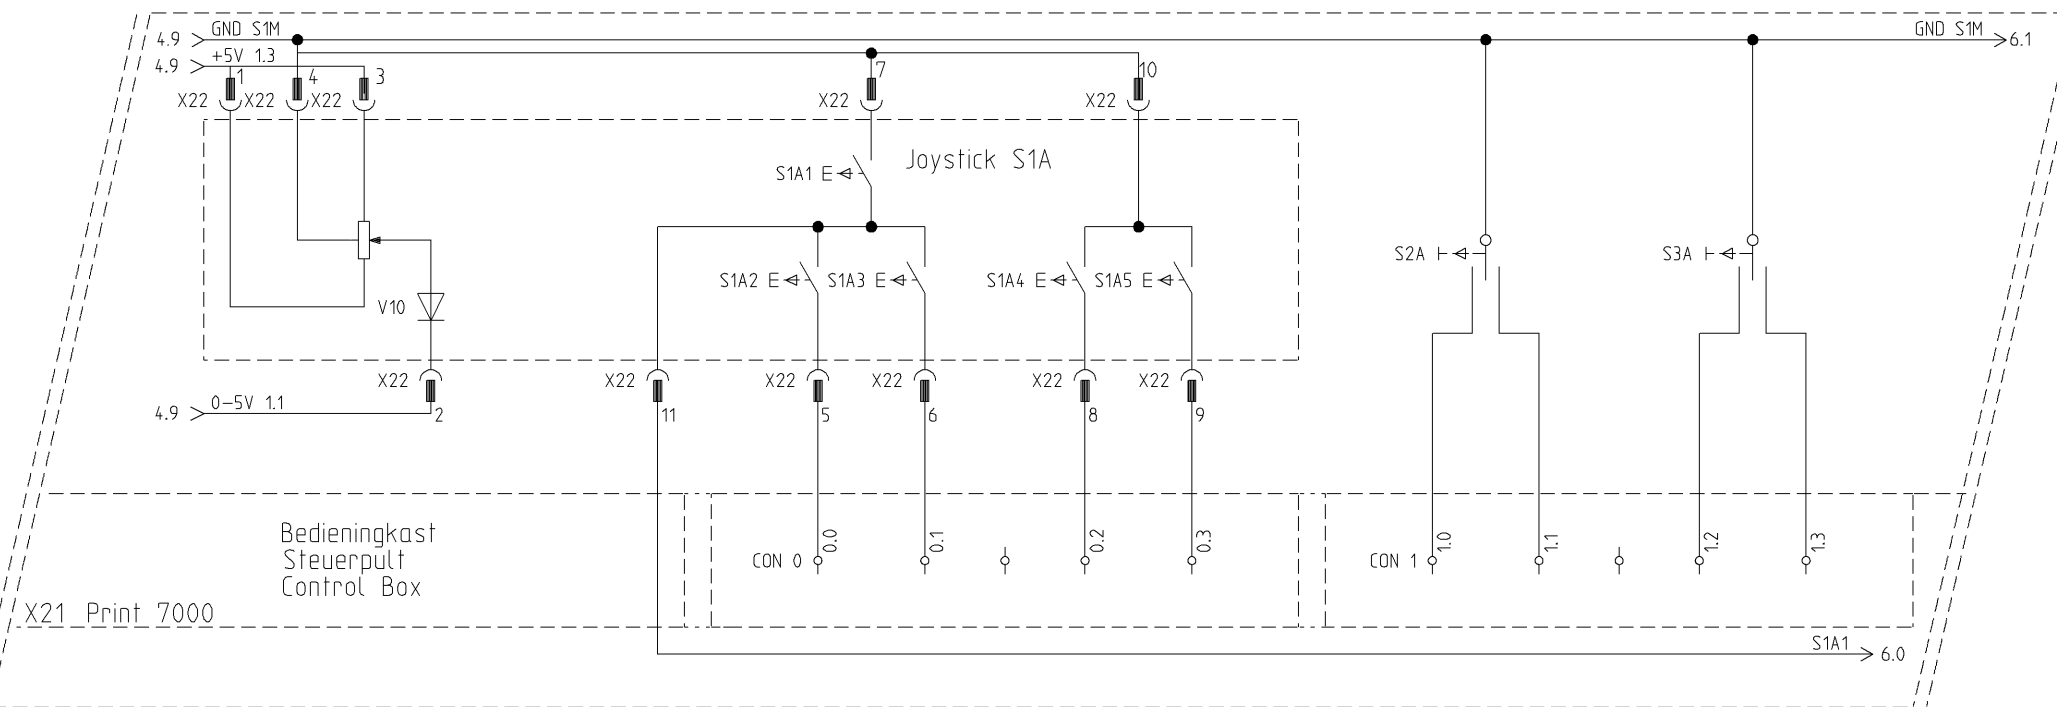 4.9 GND S1M GND S1M 6.1
4.9 +5V 1.3
1 4 3 7 10
X22 X22 X22 X22 X22
Joystick S1A
S1A1
S2A S3A
S1A2 S1A3 S1A4 S1A5
V10
X22 X22 X22 X22 X22 X22
4.9 0-5V 1.1 2 11 5 6 8 9
Bedieningkast
Steuerpult
Control Box
0.0 0.1 0.2 0.3 1.0 1.1 1.2 1.3
CON 0 CON 1
X21 Print 7000
S1A1 6.0